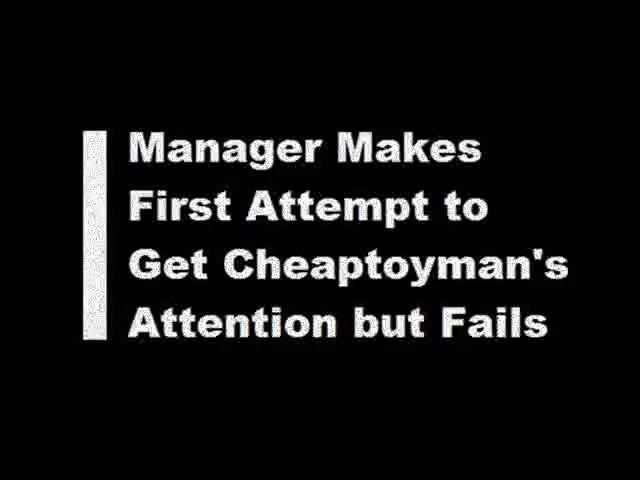 Manager Makes
First Attempt to
Get Cheaptoyman's
Attention but Fails